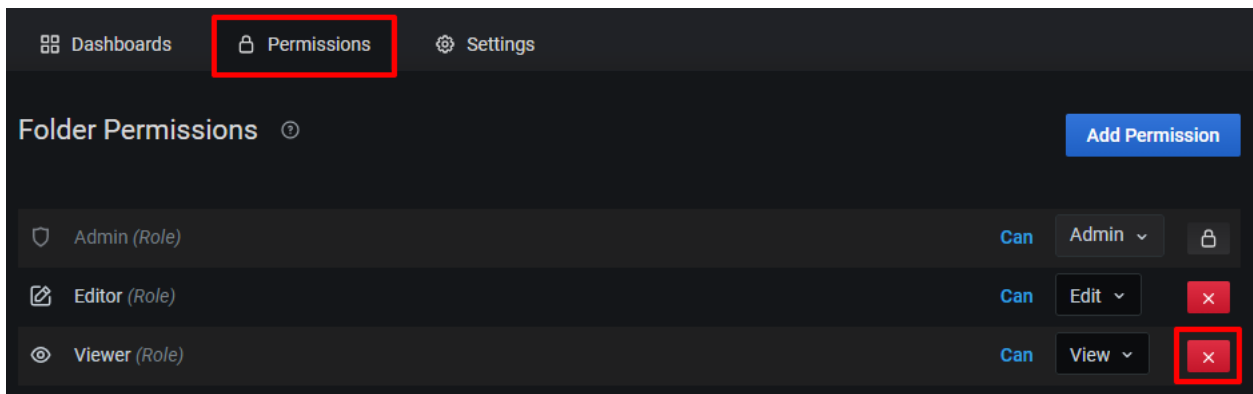 Dashboards Permissions Settings
Folder Permissions Add Permission
Admin (Role) Can Admin
Editor (Role) Can Edit
Viewer (Role) Can View